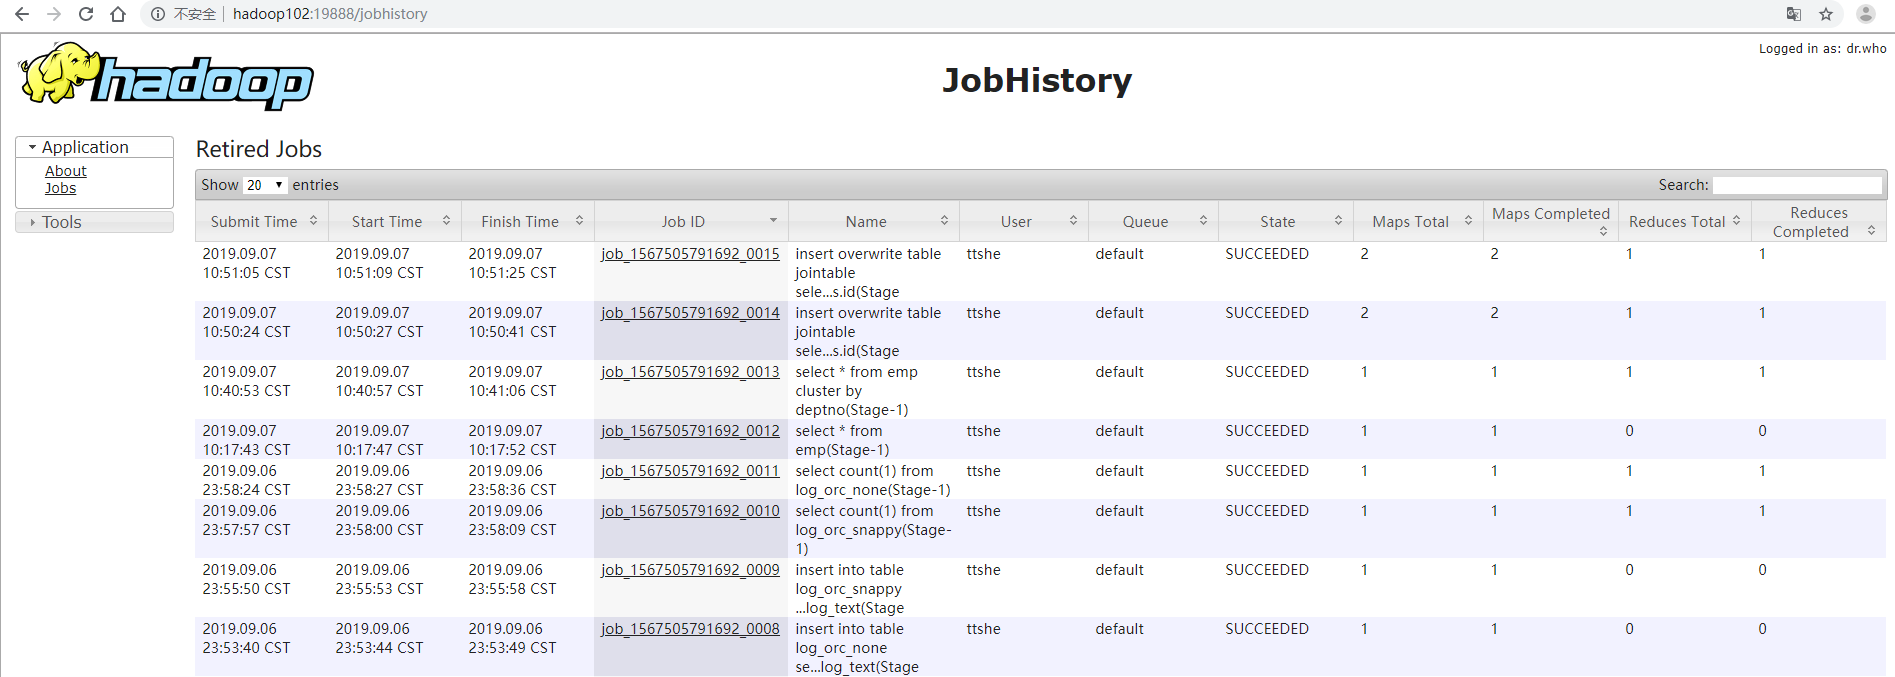 不安全 hadoop102:19888/jobhistory
Logged in as: dr.who
hadoop
JobHistory
Application
About
Jobs
Tools
Retired Jobs
Show 20 entries Search:
Submit Time Start Time Finish Time Job ID Name User Queue State Maps Total Maps Completed Reduces Total Reduces Completed
2019.09.07 2019.09.07 2019.09.07 job_1567505791692_0015 insert overwrite table ttshe default SUCCEEDED 2 2 1 1
10:51:05 CST 10:51:09 CST 10:51:25 CST jointable
sele...s.id(Stage
2019.09.07 2019.09.07 2019.09.07 job_1567505791692_0014 insert overwrite table ttshe default SUCCEEDED 2 2 1 1
10:50:24 CST 10:50:27 CST 10:50:41 CST jointable
sele...s.id(Stage
2019.09.07 2019.09.07 2019.09.07 job_1567505791692_0013 select * from emp ttshe default SUCCEEDED 1 1 1 1
10:40:53 CST 10:40:57 CST 10:41:06 CST cluster by
deptno(Stage-1)
2019.09.07 2019.09.07 2019.09.07 job_1567505791692_0012 select * from ttshe default SUCCEEDED 1 1 0 0
10:17:43 CST 10:17:47 CST 10:17:52 CST emp(Stage-1)
2019.09.06 2019.09.06 2019.09.06 job_1567505791692_0011 select count(1) from ttshe default SUCCEEDED 1 1 1 1
23:58:24 CST 23:58:27 CST 23:58:36 CST log_orc_none(Stage-1)
2019.09.06 2019.09.06 2019.09.06 job_1567505791692_0010 select count(1) from ttshe default SUCCEEDED 1 1 1 1
23:57:57 CST 23:58:00 CST 23:58:09 CST log_orc_snappy(Stage-
1)
2019.09.06 2019.09.06 2019.09.06 job_1567505791692_0009 insert into table ttshe default SUCCEEDED 1 1 0 0
23:55:50 CST 23:55:53 CST 23:55:58 CST log_orc_snappy
...log_text(Stage
2019.09.06 2019.09.06 2019.09.06 job_1567505791692_0008 insert into table ttshe default SUCCEEDED 1 1 0 0
23:53:40 CST 23:53:44 CST 23:53:49 CST log_orc_none
se...log_text(Stage